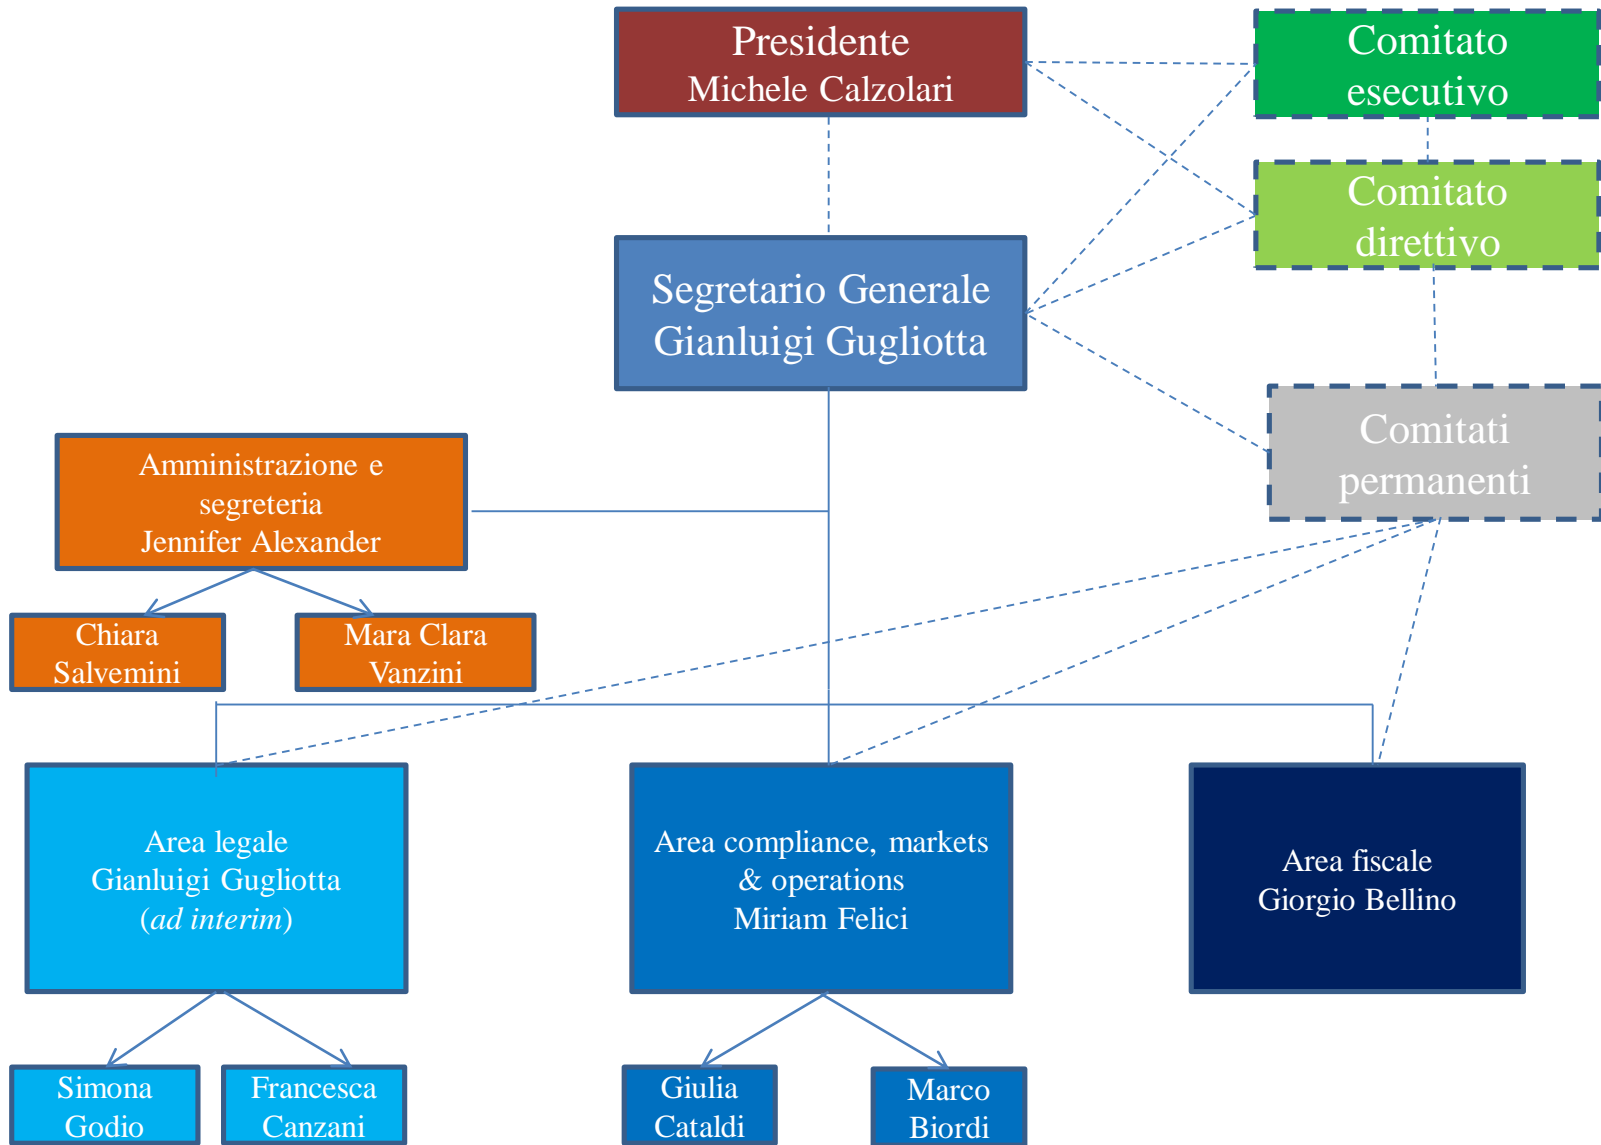 Presidente
Michele Calzolari
Comitato
esecutivo
Comitato
direttivo
Segretario Generale
Gianluigi Gugliotta
Comitati
permanenti
Amministrazione e
segreteria
Jennifer Alexander
Chiara
Salvemini
Mara Clara
Vanzini
Area legale
Gianluigi Gugliotta
(ad interim)
Area compliance, markets
& operations
Miriam Felici
Area fiscale
Giorgio Bellino
Simona
Godio
Francesca
Canzani
Giulia
Cataldi
Marco
Biordi